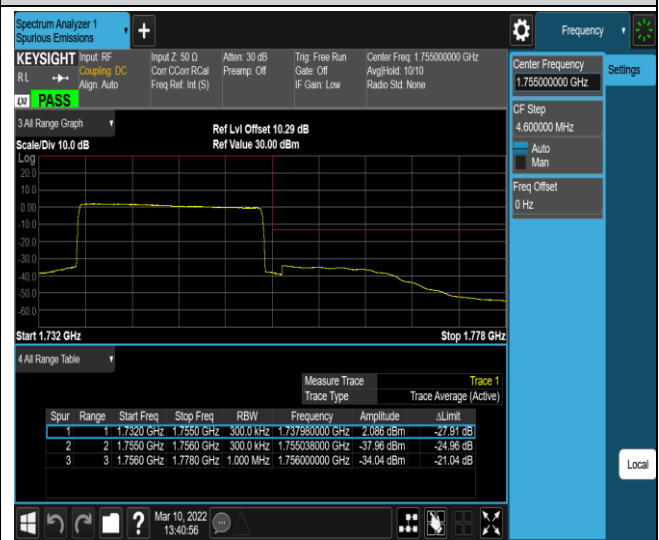 Spectrum Analyzer 1
Spurious Emissions
Frequency
KEYSIGHT Input: RF Input Z: 50 Ω Atten: 30 dB Trig: Free Run Center Freq: 1.755000000 GHz
RL Coupling: DC Corr CCorr RCal Preamp: Off Gate: Off Avg|Hold: 10/10
Align: Auto Freq Ref: Int (S) IF Gain: Low Radio Std: None
LXI PASS
3 All Range Graph
Ref Lvl Offset 10.29 dB
Scale/Div 10.0 dB Ref Value 30.00 dBm
Log
20.0
10.0
0.00
-10.0
-20.0
-30.0
-40.0
-50.0
-60.0
Start 1.732 GHz Stop 1.778 GHz
4 All Range Table
Measure Trace Trace 1
Trace Type Trace Average (Active)
Spur Range Start Freq Stop Freq RBW Frequency Amplitude ΔLimit
1 1 1.7320 GHz 1.7550 GHz 300.0 kHz 1.737980000 GHz 2.086 dBm -27.91 dB
2 2 1.7550 GHz 1.7560 GHz 300.0 kHz 1.755038000 GHz -37.96 dBm -24.96 dB
3 3 1.7560 GHz 1.7780 GHz 1.000 MHz 1.756000000 GHz -34.04 dBm -21.04 dB
Mar 10, 2022
13:40:56
Center Frequency
1.755000000 GHz
Settings
CF Step
4.600000 MHz
Auto
Man
Freq Offset
0 Hz
Local